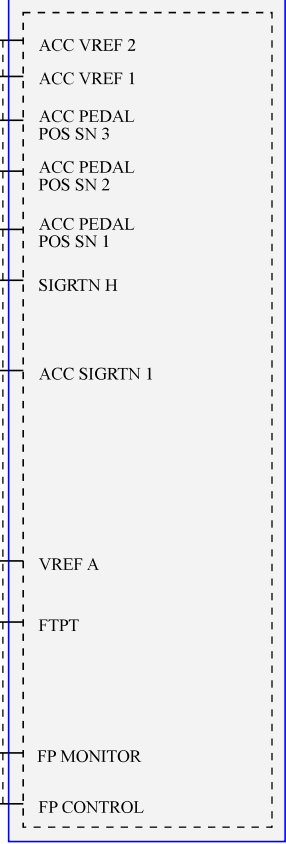 ACC VREF 2
ACC VREF 1
ACC PEDAL
POS SN 3
ACC PEDAL
POS SN 2
ACC PEDAL
POS SN 1
SIGRTN H
ACC SIGRTN 1
VREF A
FTPT
FP MONITOR
FP CONTROL